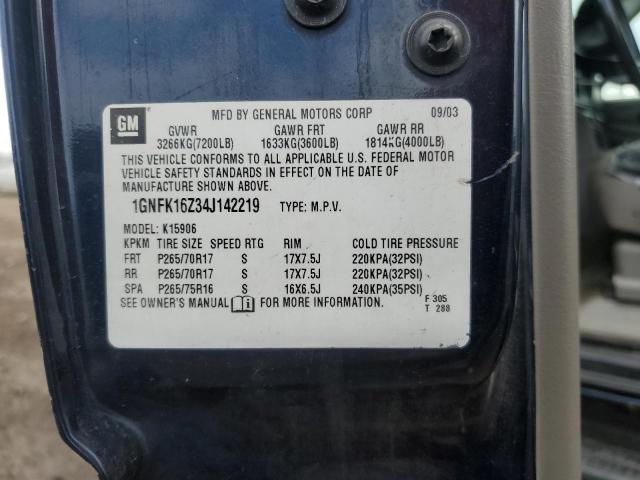 GM
MFD BY GENERAL MOTORS CORP 09/03
GVWR GAWR FRT GAWR RR
3266KG(7200LB) 1633KG(3600LB) 1814KG(4000LB)
THIS VEHICLE CONFORMS TO ALL APPLICABLE U.S. FEDERAL MOTOR
VEHICLE SAFETY STANDARDS IN EFFECT ON THE DATE OF
MANUFACTURE SHOWN ABOVE.
1GNFK16Z34J142219 TYPE: M.P.V.
MODEL: K15906
KPKM TIRE SIZE SPEED RTG RIM COLD TIRE PRESSURE
FRT P265/70R17 S 17X7.5J 220KPA(32PSI)
RR P265/70R17 S 17X7.5J 220KPA(32PSI)
SPA P265/75R16 S 16X6.5J 240KPA(35PSI)
SEE OWNER'S MANUAL FOR MORE INFORMATION. F 305
T 288